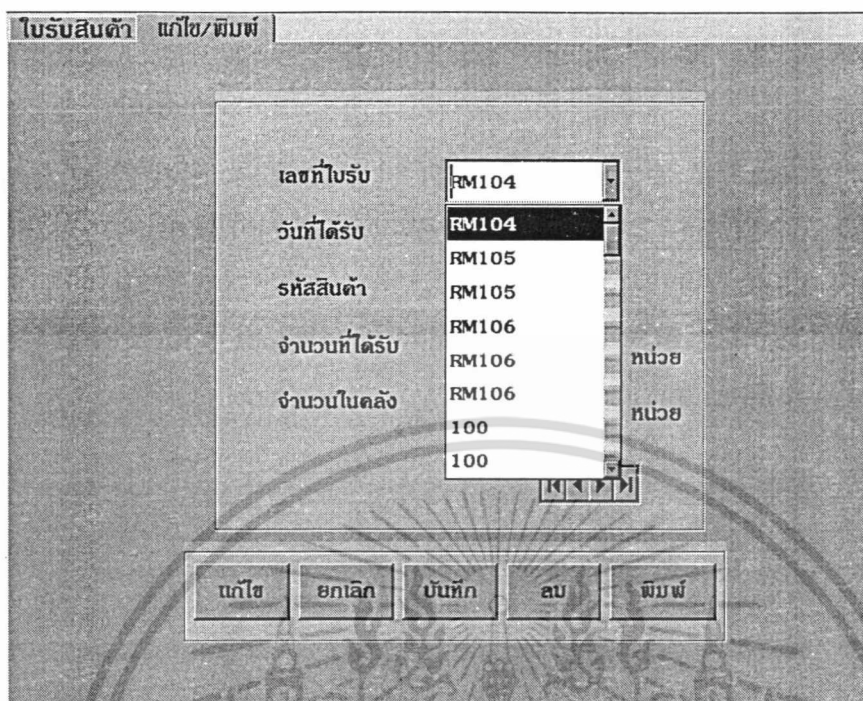 ใบรับสินค้า แก้ไข/พิมพ์
เลขที่ใบรับ RM104
วันที่ได้รับ RM104
RM105
รหัสสินค้า RM105
RM106
จำนวนที่ได้รับ RM106 หน่วย
RM106
จำนวนในคลัง 100 หน่วย
100
แก้ไข ยกเลิก บันทึก ลบ พิมพ์